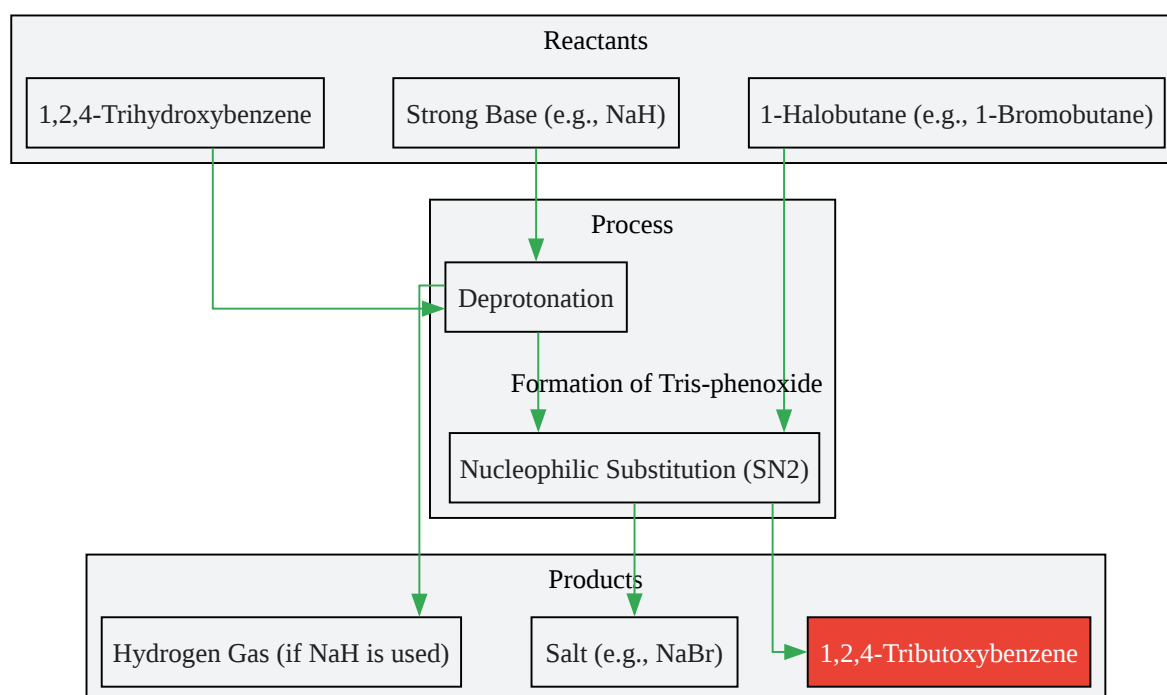 Reactants
1,2,4-Trihydroxybenzene
Strong Base (e.g., NaH)
1-Halobutane (e.g., 1-Bromobutane)
Process
Deprotonation
Formation of Tris-phenoxide
Nucleophilic Substitution (SN2)
Products
Hydrogen Gas (if NaH is used)
Salt (e.g., NaBr)
1,2,4-Tributoxybenzene